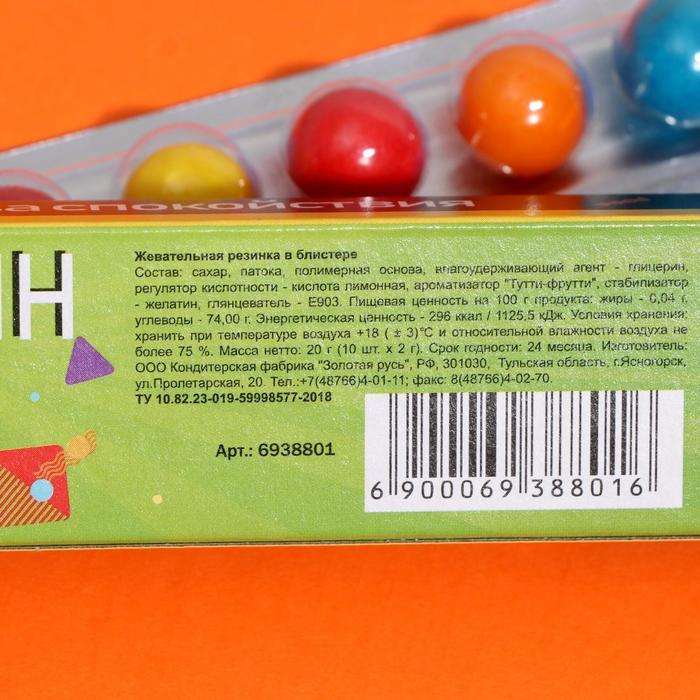 са спокойствия
ИН
Жевательная резинка в блистере
Состав: сахар, патока, полимерная основа, влагоудерживающий агент - глицерин,
регулятор кислотности - кислота лимонная, ароматизатор "Тутти-фрутти", стабилизатор
- желатин, глянцеватель - Е903. Пищевая ценность на 100 г продукта: жиры - 0,04 г,
углеводы - 74,00 г. Энергетическая ценность - 296 ккал / 1125,5 кДж. Условия хранения:
хранить при температуре воздуха +18 ( ± 3)°С и относительной влажности воздуха не
более 75 %. Масса нетто: 20 г (10 шт. х 2 г). Срок годности: 24 месяца. Изготовитель:
ООО Кондитерская фабрика "Золотая русь", РФ, 301030, Тульская область, г.Ясногорск,
ул.Пролетарская, 20. Тел.:+7(48766)4-01-11; факс: 8(48766)4-02-70.
ТУ 10.82.23-019-59998577-2018
Арт.: 6938801
6 900069 388016